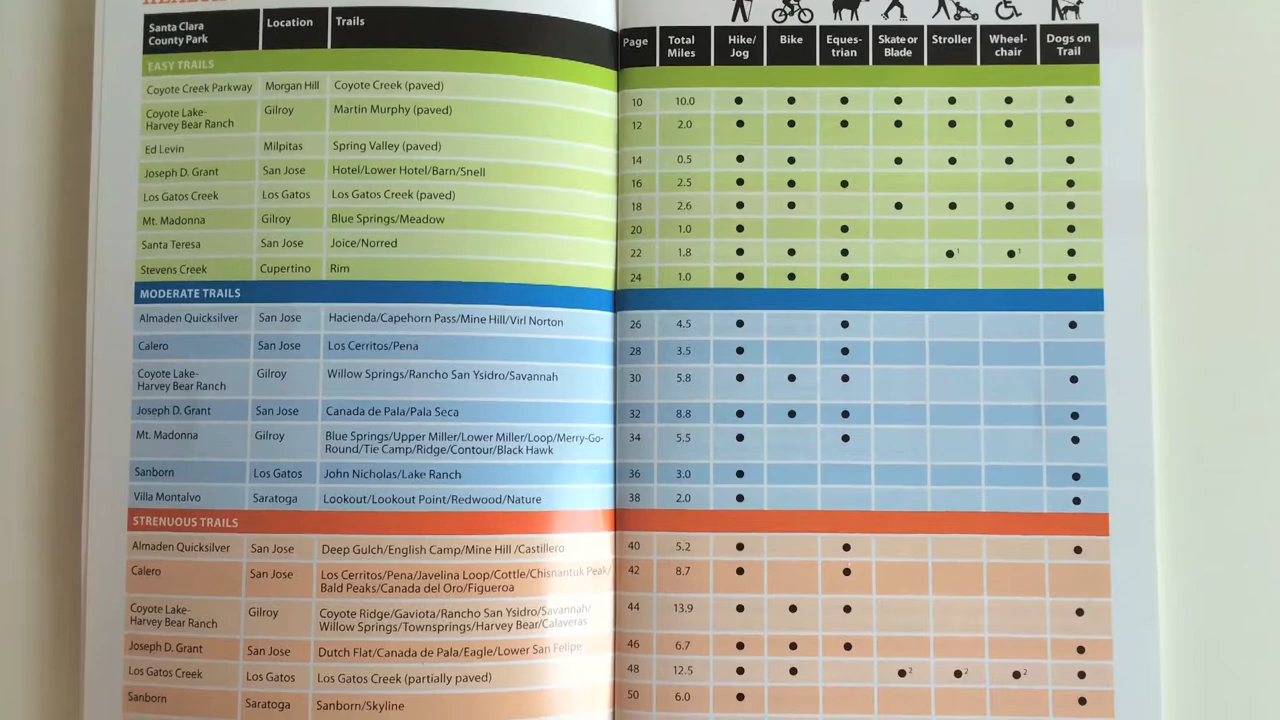 Santa Clara County Park | Location | Trails | Page | Total Miles | Hike/Jog | Bike | Eques-trian | Skate or Blade | Stroller | Wheel-chair | Dogs on Trail
EASY TRAILS
Coyote Creek Parkway | Morgan Hill | Coyote Creek (paved) | 10 | 10.0 | ● | ● | ● | ● | ● | ● | ●
Coyote Lake-Harvey Bear Ranch | Gilroy | Martin Murphy (paved) | 12 | 2.0 | ● | ● | ● | ● | ● | ● | ●
Ed Levin | Milpitas | Spring Valley (paved) | 14 | 0.5 | ● | ● | | ● | ● | ● | ●
Joseph D. Grant | San Jose | Hotel/Lower Hotel/Barn/Snell | 16 | 2.5 | ● | ● | ● | | | | ●
Los Gatos Creek | Los Gatos | Los Gatos Creek (paved) | 18 | 2.6 | ● | ● | | ● | ● | ● | ●
Mt. Madonna | Gilroy | Blue Springs/Meadow | 20 | 1.0 | ● | | ● | | | | ●
Santa Teresa | San Jose | Joice/Norred | 22 | 1.8 | ● | ● | ● | | ●1 | ●1 | ●
Stevens Creek | Cupertino | Rim | 24 | 1.0 | ● | ● | ● | | | | ●
MODERATE TRAILS
Almaden Quicksilver | San Jose | Hacienda/Capehorn Pass/Mine Hill/Virl Norton | 26 | 4.5 | ● | | ● | | | | ●
Calero | San Jose | Los Cerritos/Pena | 28 | 3.5 | ● | | ● | | | |
Coyote Lake-Harvey Bear Ranch | Gilroy | Willow Springs/Rancho San Ysidro/Savannah | 30 | 5.8 | ● | ● | ● | | | | ●
Joseph D. Grant | San Jose | Canada de Pala/Pala Seca | 32 | 8.8 | ● | ● | ● | | | | ●
Mt. Madonna | Gilroy | Blue Springs/Upper Miller/Lower Miller/Loop/Merry-Go-Round/Tie Camp/Ridge/Contour/Black Hawk | 34 | 5.5 | ● | | ● | | | | ●
Sanborn | Los Gatos | John Nicholas/Lake Ranch | 36 | 3.0 | ● | | | | | | ●
Villa Montalvo | Saratoga | Lookout/Lookout Point/Redwood/Nature | 38 | 2.0 | ● | | | | | | ●
STRENUOUS TRAILS
Almaden Quicksilver | San Jose | Deep Gulch/English Camp/Mine Hill /Castillero | 40 | 5.2 | ● | | ● | | | | ●
Calero | San Jose | Los Cerritos/Pena/Javelina Loop/Cottle/Chisnantuk Peak/Bald Peaks/Canada del Oro/Figueroa | 42 | 8.7 | ● | | ● | | | |
Coyote Lake-Harvey Bear Ranch | Gilroy | Coyote Ridge/Gaviota/Rancho San Ysidro/Savannah/Willow Springs/Townsprings/Harvey Bear/Calaveras | 44 | 13.9 | ● | ● | ● | | | | ●
Joseph D. Grant | San Jose | Dutch Flat/Canada de Pala/Eagle/Lower San Felipe | 46 | 6.7 | ● | ● | ● | | | | ●
Los Gatos Creek | Los Gatos | Los Gatos Creek (partially paved) | 48 | 12.5 | ● | ● | | ●2 | ●2 | ●2 | ●
Sanborn | Saratoga | Sanborn/Skyline | 50 | 6.0 | ● | | | | | | ●